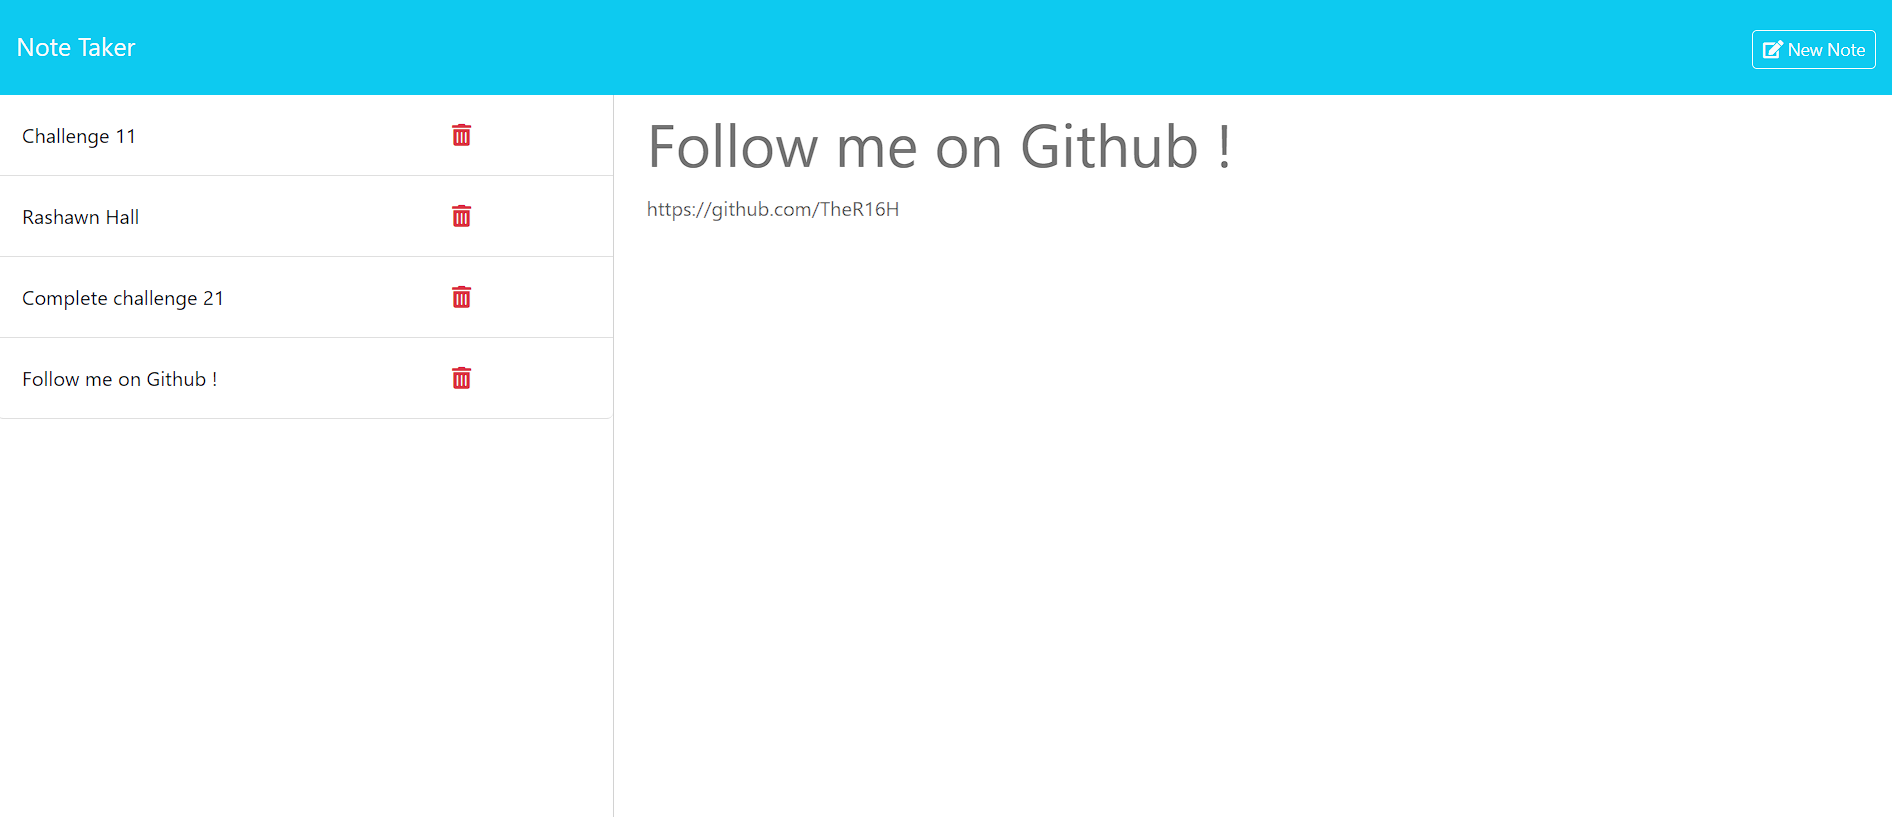 Note Taker
New Note
Challenge 11
Rashawn Hall
Complete challenge 21
Follow me on Github !
Follow me on Github !
https://github.com/TheR16H